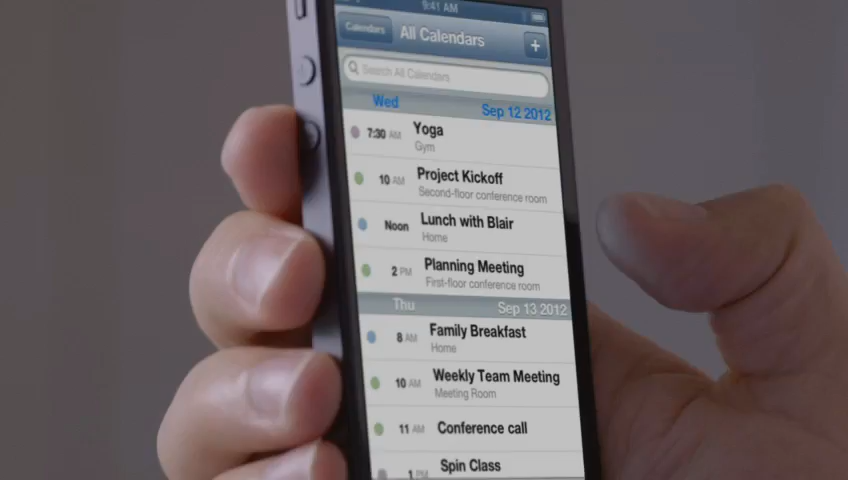 9:41 AM
Calendars
All Calendars
+
Search All Calendars
Wed Sep 12 2012
7:30 AM Yoga
Gym
10 AM Project Kickoff
Second-floor conference room
Noon Lunch with Blair
Home
2 PM Planning Meeting
First-floor conference room
Thu Sep 13 2012
8 AM Family Breakfast
Home
10 AM Weekly Team Meeting
Meeting Room
11 AM Conference call
1 PM Spin Class